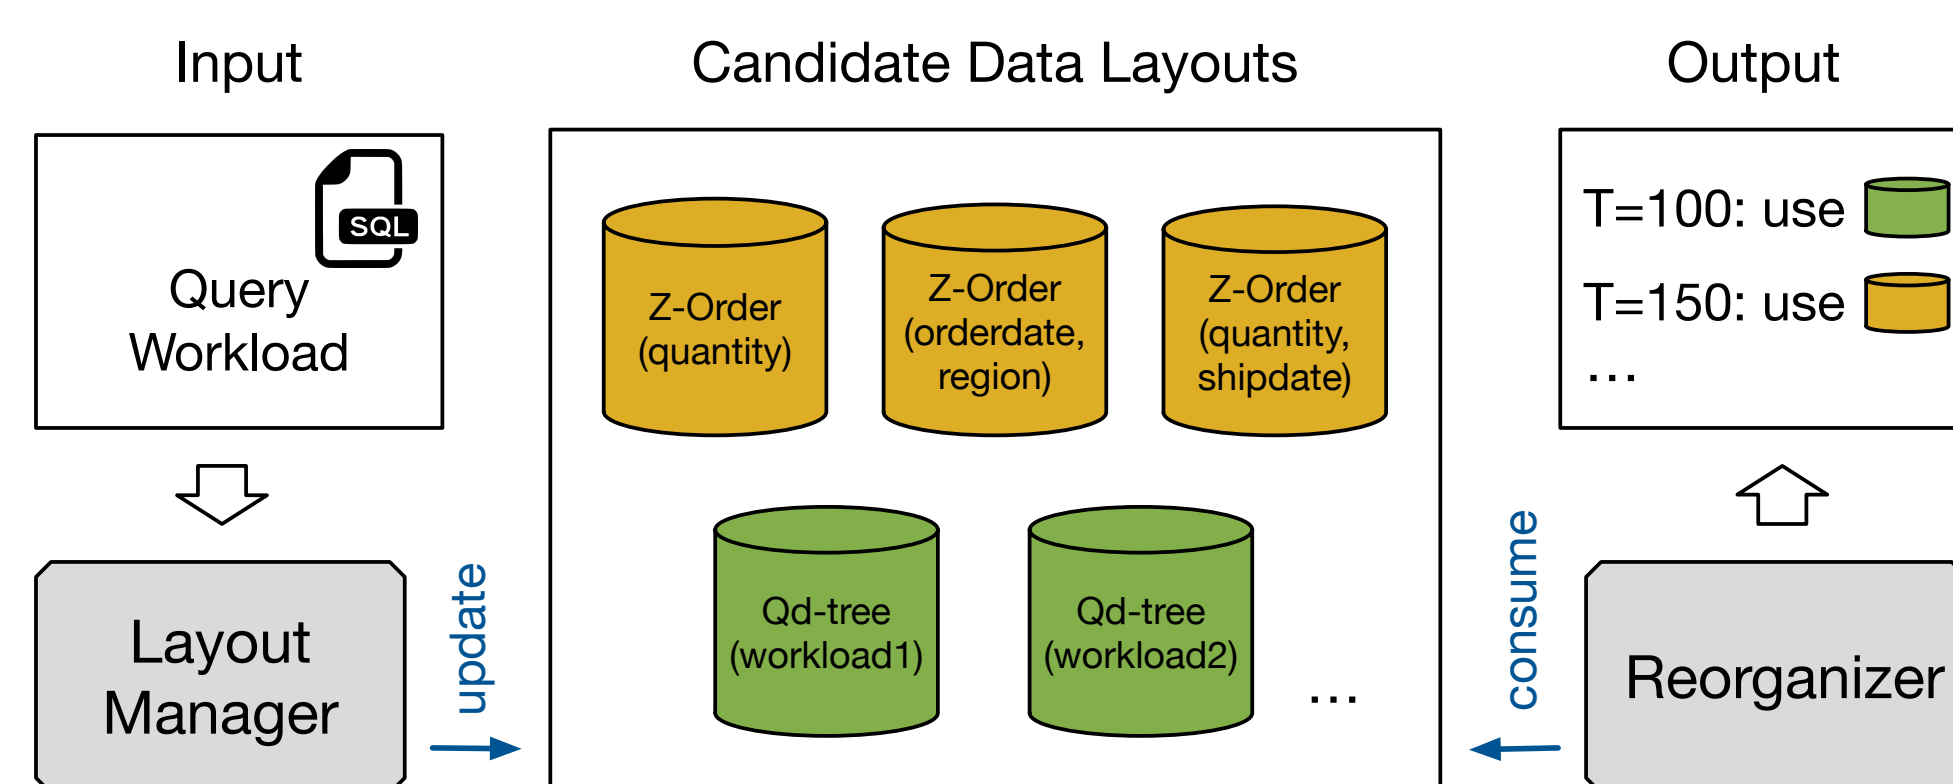 Input
Candidate Data Layouts
Output
SQL
Query
Workload
Z-Order
(quantity)
Z-Order
(orderdate,
region)
Z-Order
(quantity,
shipdate)
T=100: use
T=150: use
...
Layout
Manager
update
Qd-tree
(workload1)
Qd-tree
(workload2)
...
consume
Reorganizer